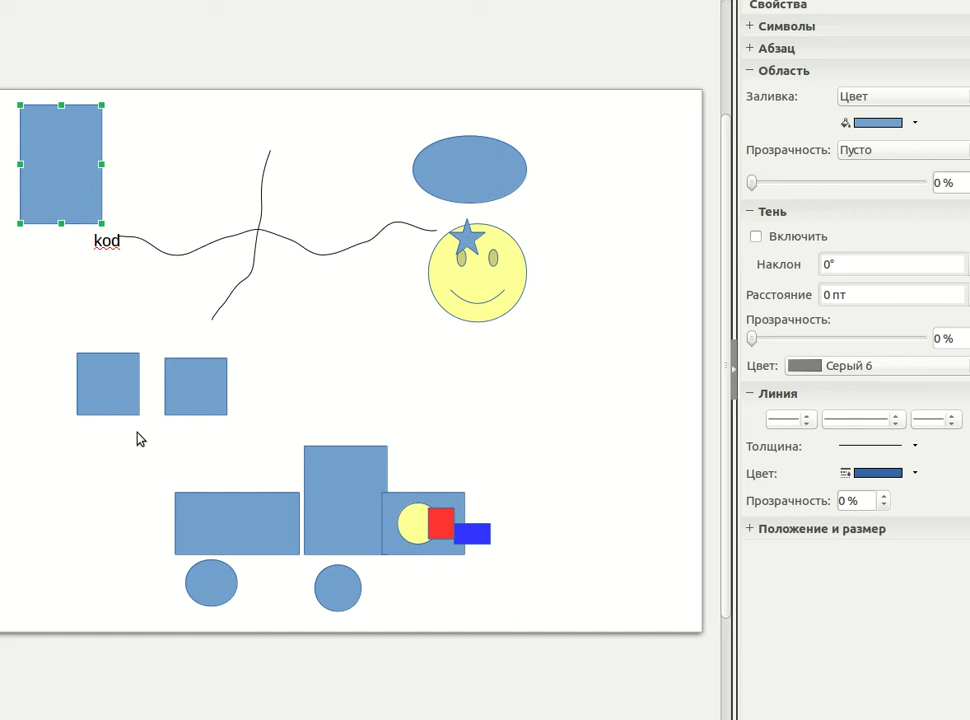 Свойства
+ Символы
+ Абзац
− Область
Заливка: Цвет
Прозрачность: Пусто
0 %
− Тень
Включить
Наклон 0°
Расстояние 0 пт
Прозрачность:
0 %
Цвет: Серый 6
− Линия
Толщина:
Цвет:
Прозрачность: 0 %
+ Положение и размер
kod